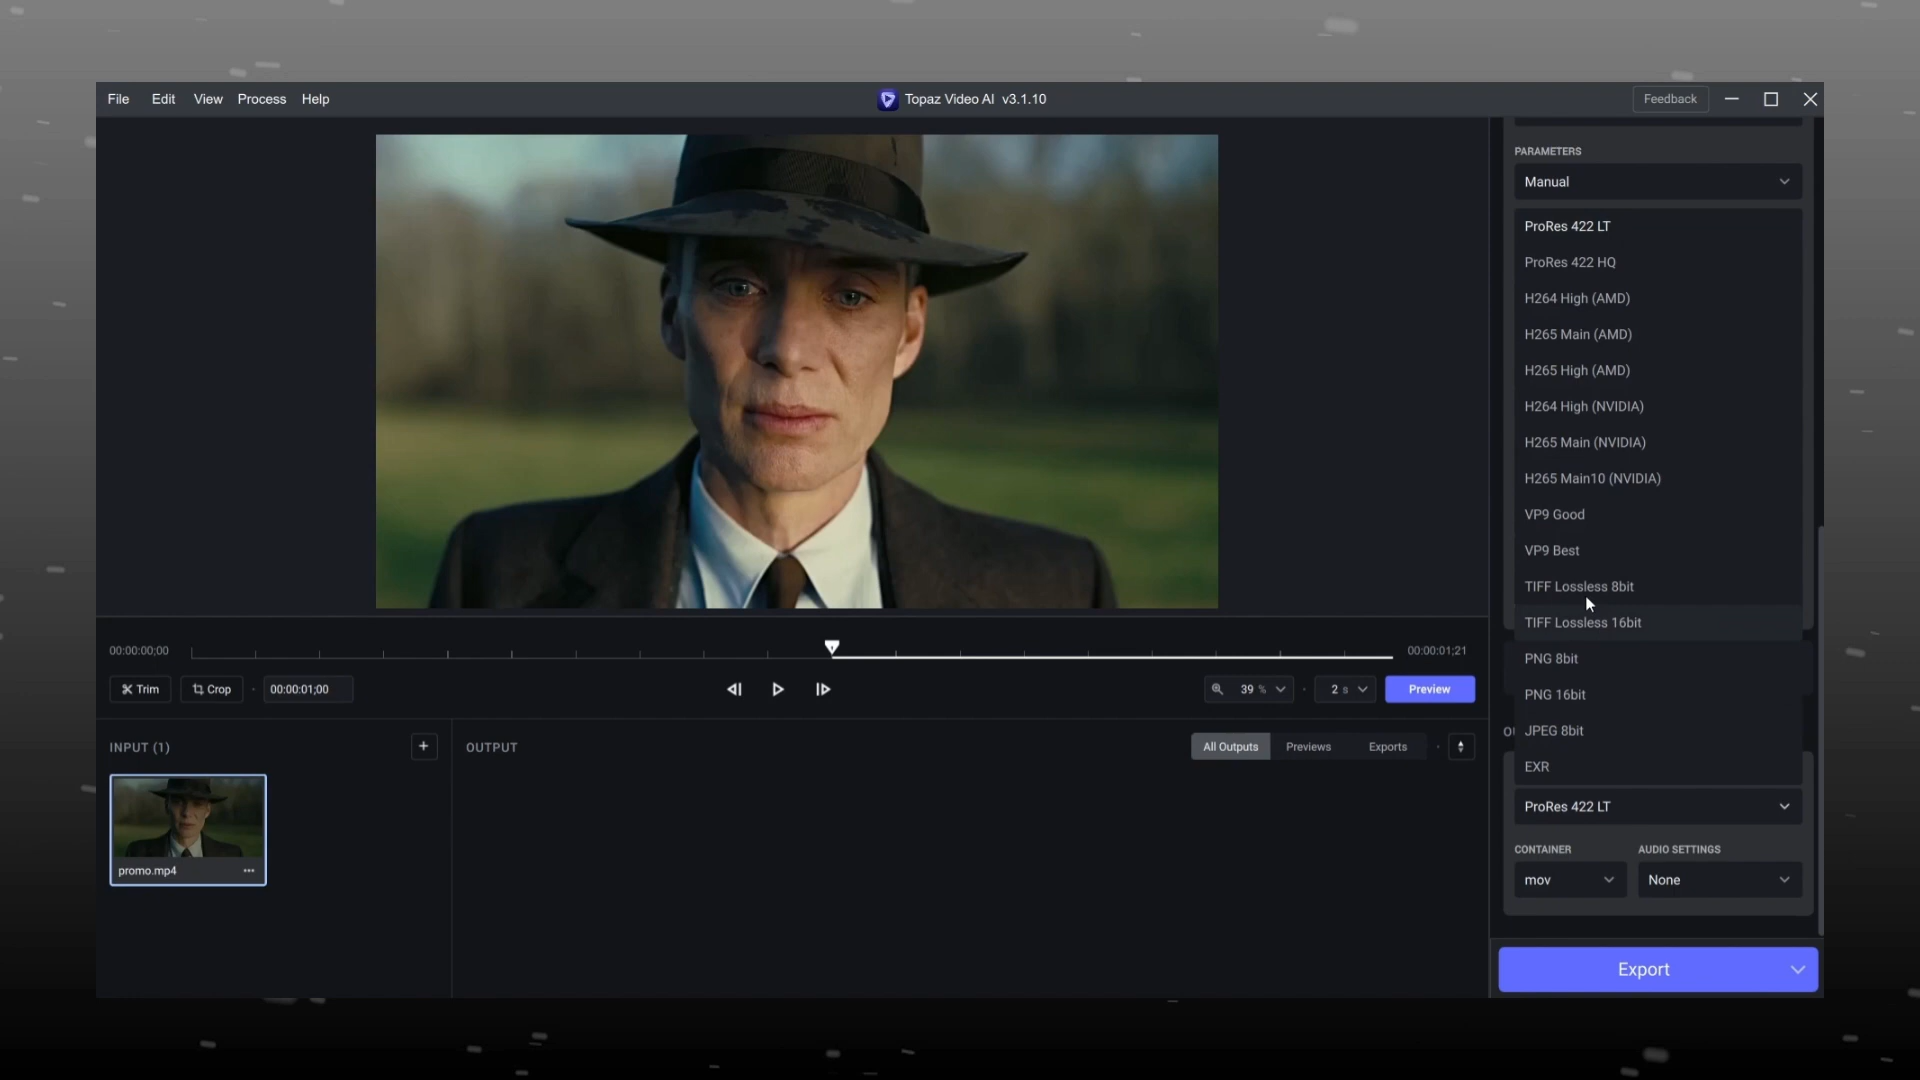 File Edit View Process Help
Topaz Video AI v3.1.10
Feedback
PARAMETERS
Manual
ProRes 422 LT
ProRes 422 HQ
H264 High (AMD)
H265 Main (AMD)
H265 High (AMD)
H264 High (NVIDIA)
H265 Main (NVIDIA)
H265 Main10 (NVIDIA)
VP9 Good
VP9 Best
TIFF Lossless 8bit
TIFF Lossless 16bit
PNG 8bit
PNG 16bit
JPEG 8bit
EXR
ProRes 422 LT
CONTAINER AUDIO SETTINGS
mov None
Export
00:00:00;00
00:00:01;21
Trim Crop 00:00:01;00
39 % 2 s Preview
INPUT (1) +
OUTPUT
All Outputs Previews Exports
promo.mp4